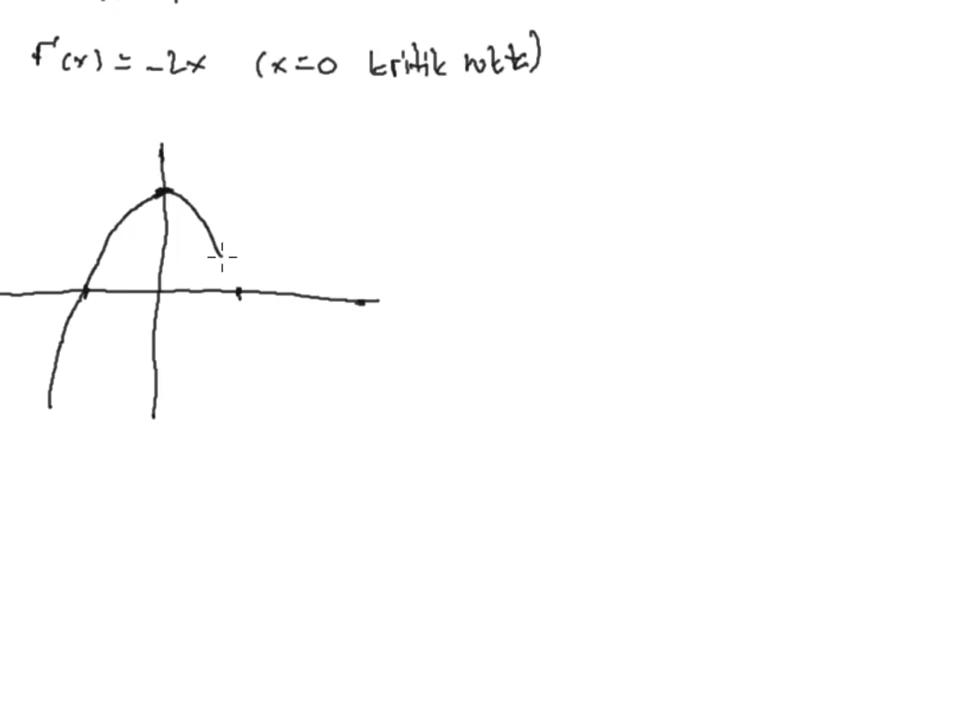 f'(x) = -2x (x=0 kritik nokta)